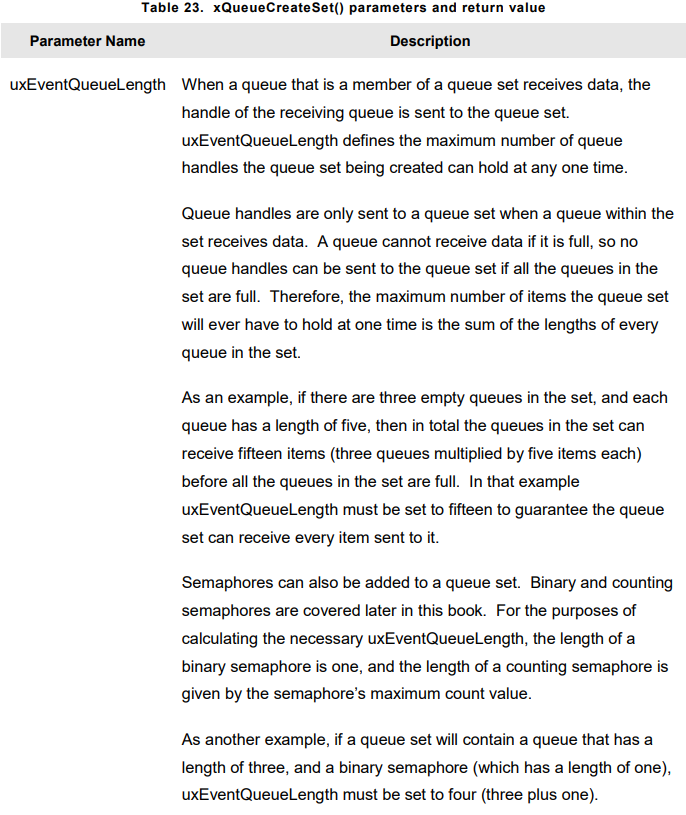 Table 23. xQueueCreateSet() parameters and return value
Parameter Name Description
uxEventQueueLength When a queue that is a member of a queue set receives data, the
handle of the receiving queue is sent to the queue set.
uxEventQueueLength defines the maximum number of queue
handles the queue set being created can hold at any one time.
Queue handles are only sent to a queue set when a queue within the
set receives data. A queue cannot receive data if it is full, so no
queue handles can be sent to the queue set if all the queues in the
set are full. Therefore, the maximum number of items the queue set
will ever have to hold at one time is the sum of the lengths of every
queue in the set.
As an example, if there are three empty queues in the set, and each
queue has a length of five, then in total the queues in the set can
receive fifteen items (three queues multiplied by five items each)
before all the queues in the set are full. In that example
uxEventQueueLength must be set to fifteen to guarantee the queue
set can receive every item sent to it.
Semaphores can also be added to a queue set. Binary and counting
semaphores are covered later in this book. For the purposes of
calculating the necessary uxEventQueueLength, the length of a
binary semaphore is one, and the length of a counting semaphore is
given by the semaphore’s maximum count value.
As another example, if a queue set will contain a queue that has a
length of three, and a binary semaphore (which has a length of one),
uxEventQueueLength must be set to four (three plus one).